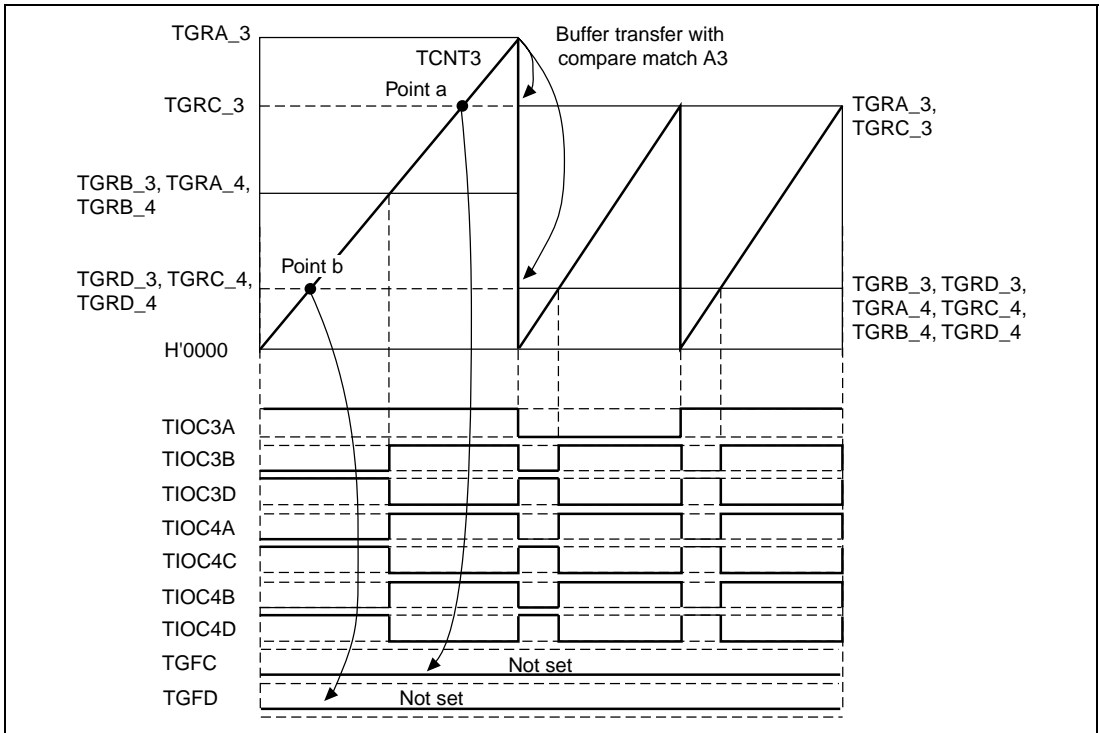 TGRA_3
TCNT3
Buffer transfer with
compare match A3
Point a
TGRC_3
TGRA_3,
TGRC_3
TGRB_3, TGRA_4,
TGRB_4
Point b
TGRD_3, TGRC_4,
TGRD_4
TGRB_3, TGRD_3,
TGRA_4, TGRC_4,
TGRB_4, TGRD_4
H'0000
TIOC3A
TIOC3B
TIOC3D
TIOC4A
TIOC4C
TIOC4B
TIOC4D
TGFC
Not set
TGFD
Not set